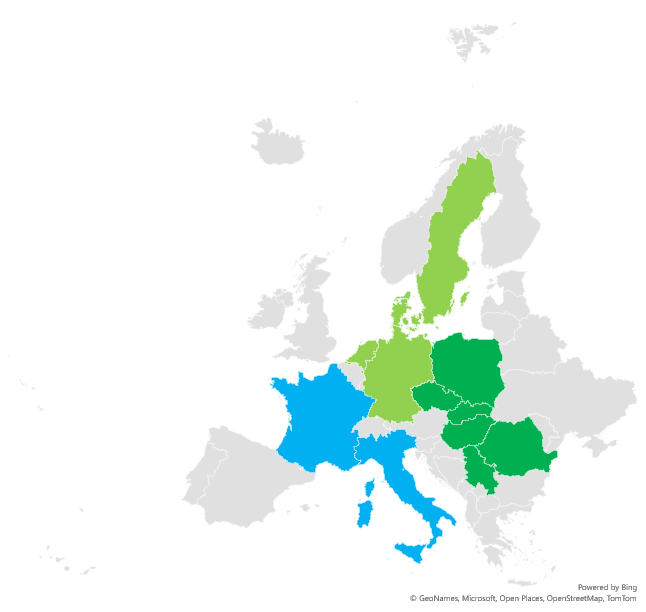 Powered by Bing
© GeoNames, Microsoft, Open Places, OpenStreetMap, TomTom